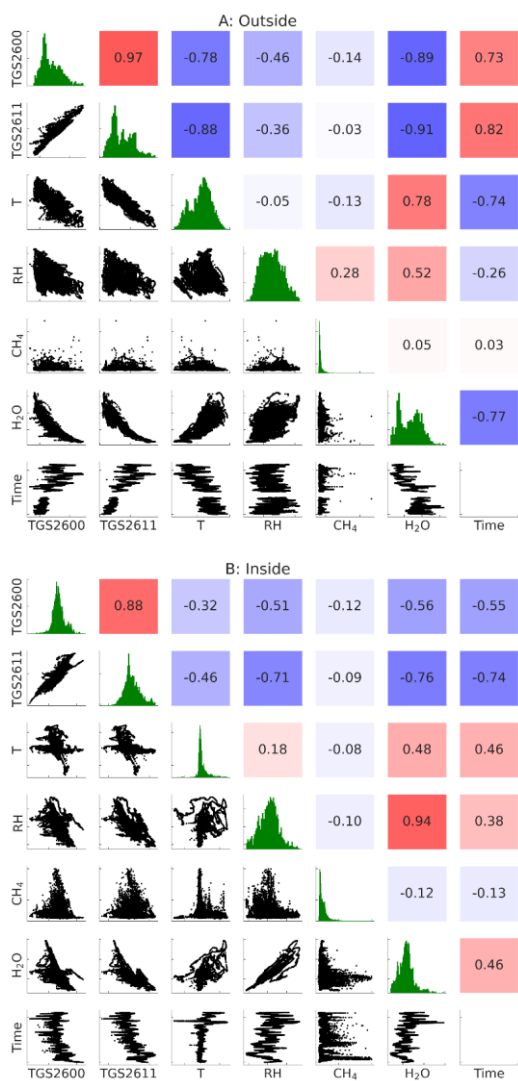 A: Outside
TGS2600 0.97 -0.78 -0.46 -0.14 -0.89 0.73
TGS2611 -0.88 -0.36 -0.03 -0.91 0.82
T -0.05 -0.13 0.78 -0.74
RH 0.28 0.52 -0.26
CH₄ 0.05 0.03
H₂O -0.77
Time
TGS2600 TGS2611 T RH CH₄ H₂O Time
B: Inside
TGS2600 0.88 -0.32 -0.51 -0.12 -0.56 -0.55
TGS2611 -0.46 -0.71 -0.09 -0.76 -0.74
T 0.18 -0.08 0.48 0.46
RH -0.10 0.94 0.38
CH₄ -0.12 -0.13
H₂O 0.46
Time
TGS2600 TGS2611 T RH CH₄ H₂O Time